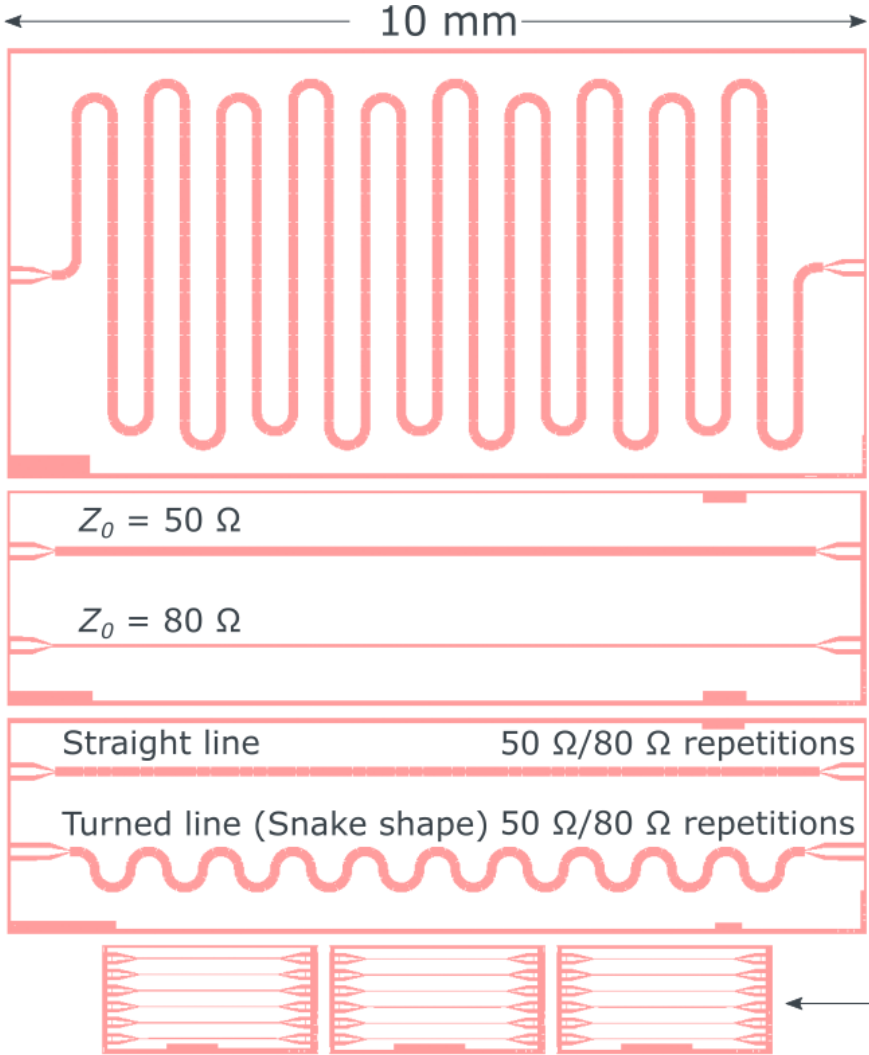 10 mm
Z0 = 50 Ω
Z0 = 80 Ω
Straight line 50 Ω/80 Ω repetitions
Turned line (Snake shape) 50 Ω/80 Ω repetitions